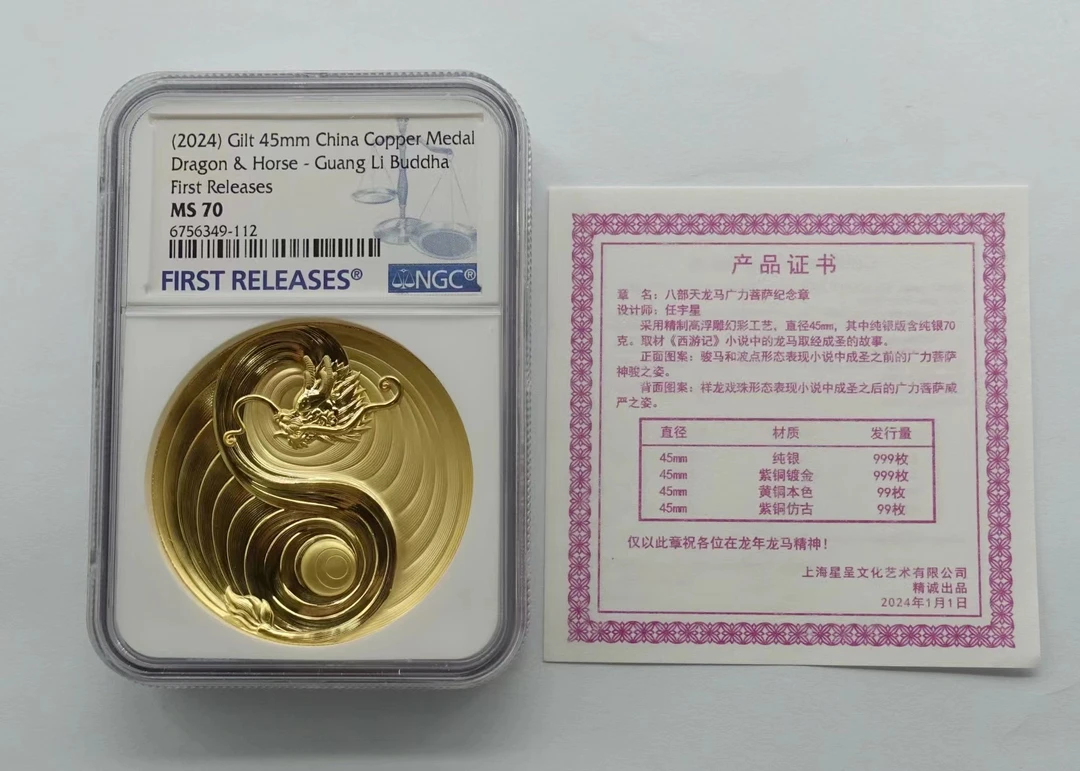 (2024) Gilt 45mm China Copper Medal
Dragon & Horse - Guang Li Buddha
First Releases
MS 70
6756349-112
FIRST RELEASES®
NGC®
产品证书
章 名：八部天龙马广力菩萨纪念章
设计师：任宇星
采用精制高浮雕幻彩工艺，直径45mm，其中纯银版含纯银70
克。取材《西游记》小说中的龙马取经成圣的故事。
正面图案：骏马和波点形态表现小说中成圣之前的广力菩萨
神骏之姿。
背面图案：祥龙戏珠形态表现小说中成圣之后的广力菩萨威
严之姿。
直径 材质 发行量
45mm 纯银 999枚
45mm 紫铜镀金 999枚
45mm 黄铜本色 99枚
45mm 紫铜仿古 99枚
仅以此章祝各位在龙年龙马精神！
上海星呈文化艺术有限公司
精诚出品
2024年1月1日